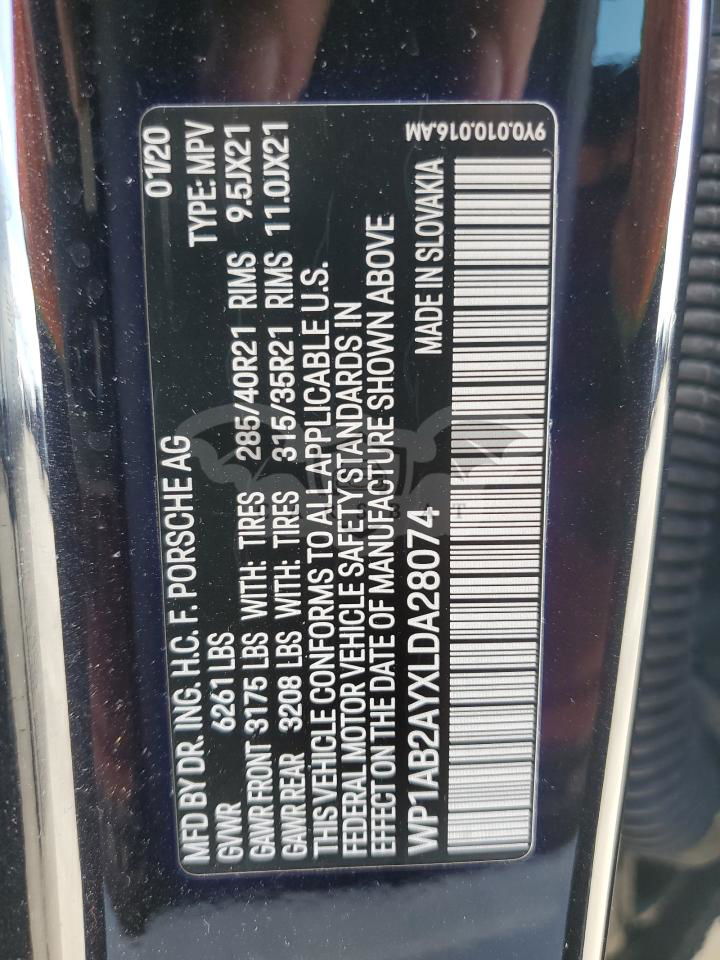 MFD BY DR. ING. H.C. F. PORSCHE AG 01/20
GVWR 6261 LBS TYPE: MPV
GAWR FRONT 3175 LBS WITH: TIRES 285/40R21 RIMS 9.5JX21
GAWR REAR 3208 LBS WITH: TIRES 315/35R21 RIMS 11.0JX21
THIS VEHICLE CONFORMS TO ALL APPLICABLE U.S.
FEDERAL MOTOR VEHICLE SAFETY STANDARDS IN
EFFECT ON THE DATE OF MANUFACTURE SHOWN ABOVE
WP1AB2AYXLDA28074 MADE IN SLOVAKIA
9Y0.010.016.AM